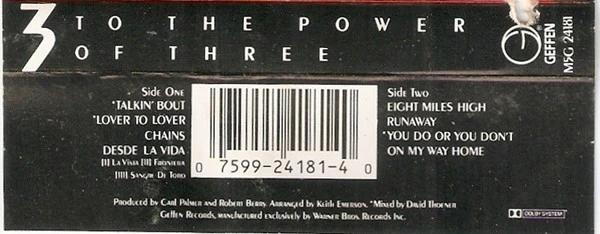 3 TO THE POWER
OF THREE
GEFFEN
M5G 24181
Side One
*TALKIN' BOUT
*LOVER TO LOVER
CHAINS
DESDE LA VIDA
[I] LA VISTA [II] FRONTERA
[III] SANGRE DE TORO
0 7599-24181-4 0
Side Two
EIGHT MILES HIGH
RUNAWAY
*YOU DO OR YOU DON'T
ON MY WAY HOME
PRODUCED BY CARL PALMER AND ROBERT BERRY. ARRANGED BY KEITH EMERSON. *MIXED BY DAVID THOENER
GEFFEN RECORDS, MANUFACTURED EXCLUSIVELY BY WARNER BROS. RECORDS INC.
DOLBY SYSTEM